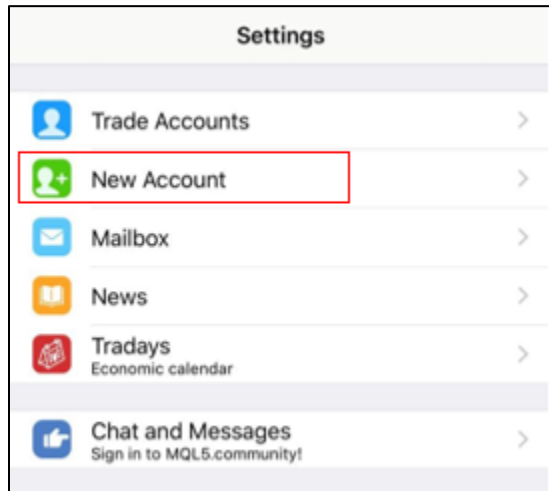 Settings
Trade Accounts
New Account
Mailbox
News
Tradays
Economic calendar
Chat and Messages
Sign in to MQL5.community!